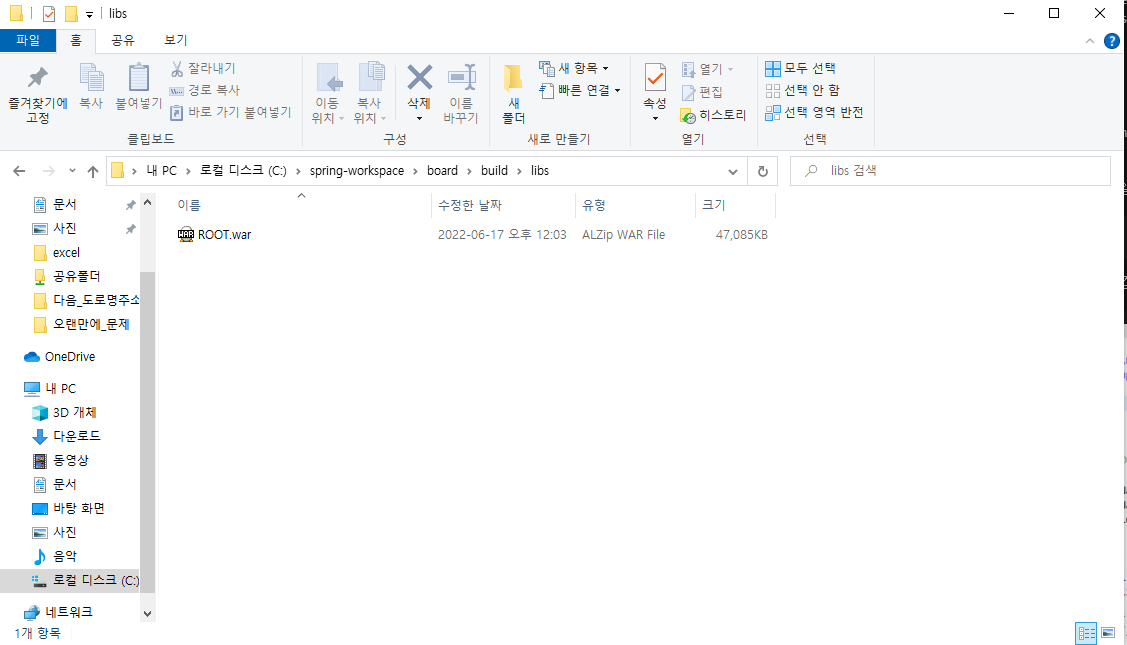 libs
파일 홈 공유 보기
즐겨찾기에 고정
복사
붙여넣기
잘라내기
경로 복사
바로 가기 붙여넣기
클립보드
이동 위치
복사 위치
삭제
이름 바꾸기
구성
새 폴더
새 항목
빠른 연결
새로 만들기
속성
열기
편집
히스토리
열기
모두 선택
선택 안 함
선택 영역 반전
선택
내 PC > 로컬 디스크 (C:) > spring-workspace > board > build > libs
libs 검색
문서
사진
excel
공유폴더
다음_도로명주소
오랜만에_문제
OneDrive
내 PC
3D 개체
다운로드
동영상
문서
바탕 화면
사진
음악
로컬 디스크 (C:)
네트워크
이름 수정한 날짜 유형 크기
ROOT.war 2022-06-17 오후 12:03 ALZip WAR File 47,085KB
1개 항목